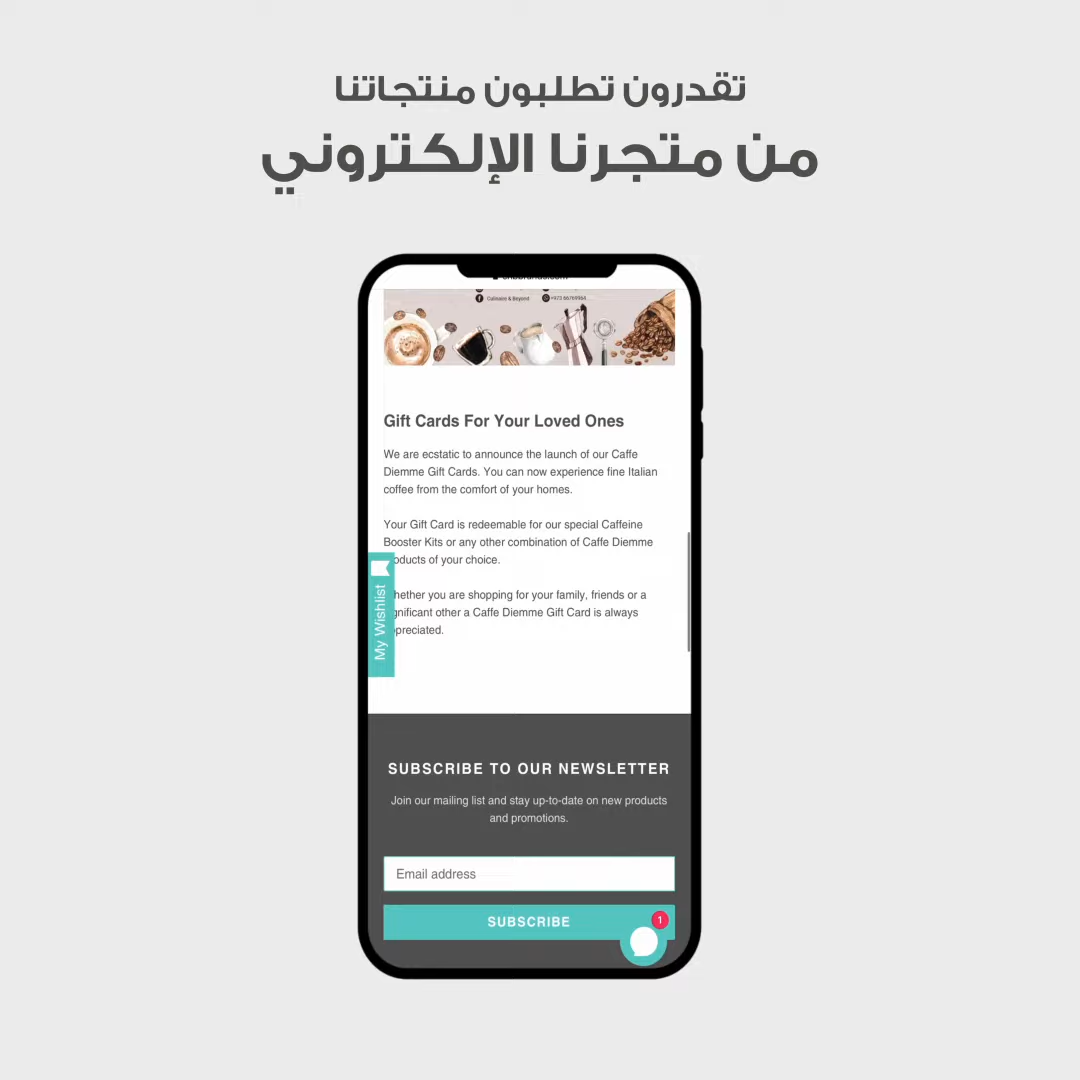 تقدرون تطلبون منتجاتنا
من متجرنا الإلكتروني
Culinaire & Beyond
+973 66764964
Gift Cards For Your Loved Ones
We are ecstatic to announce the launch of our Caffe
Diemme Gift Cards. You can now experience fine Italian
coffee from the comfort of your homes.
Your Gift Card is redeemable for our special Caffeine
Booster Kits or any other combination of Caffe Diemme
oducts of your choice.
hether you are shopping for your family, friends or a
gnificant other a Caffe Diemme Gift Card is always
preciated.
My Wishlist
SUBSCRIBE TO OUR NEWSLETTER
Join our mailing list and stay up-to-date on new products
and promotions.
Email address
SUBSCRIBE
1